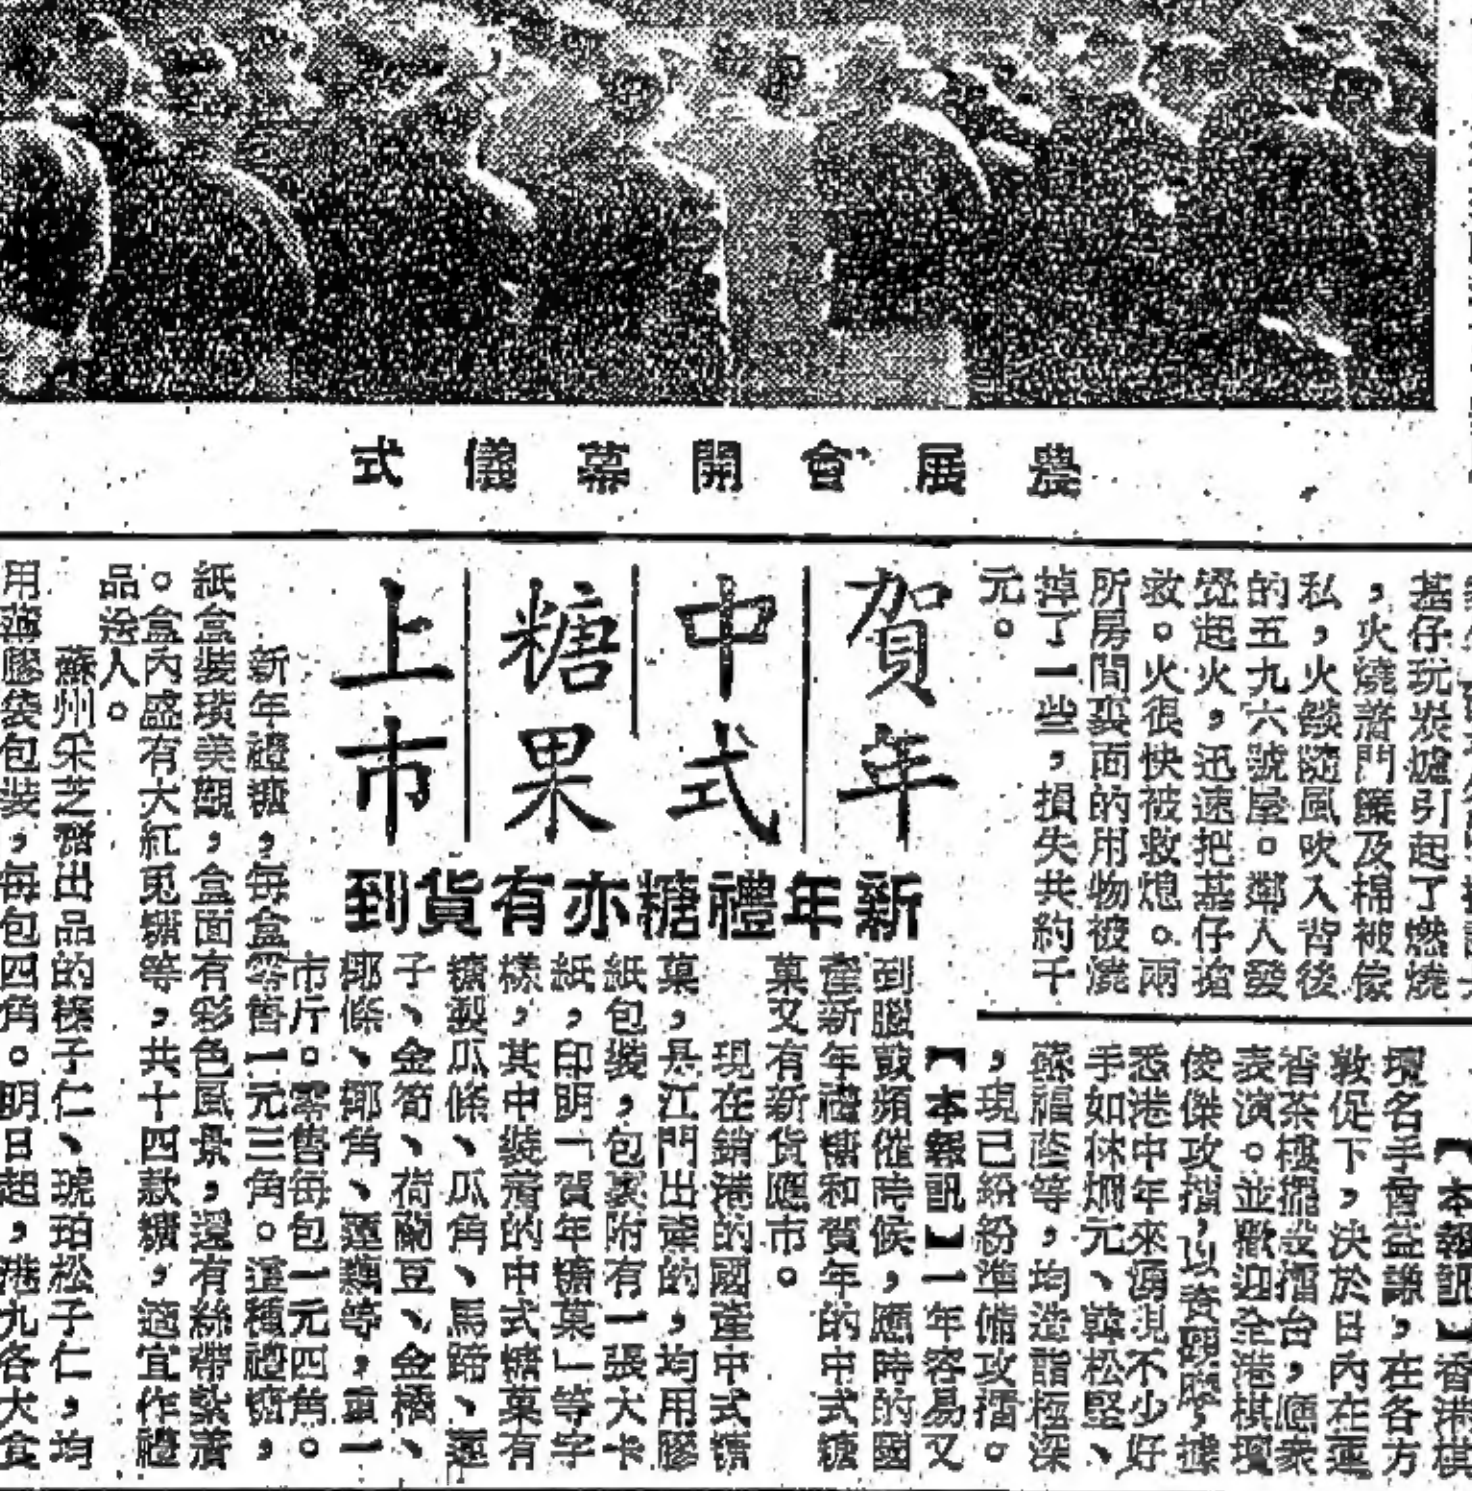 農展會開幕儀式
基仔玩炭爐引起了燃燒
，火燒着門簾及棉被傢
私，火燄隨風吹入背後
的五九六號屋。鄰人發
覺起火，迅速把基仔搶
救。火很快被救熄。兩
所房間裏面的用物被燒
掉了一些，損失共約千
元。
【本報訊】香港棋
壇名手曾益謙，在各方
敦促下，決於日內在蓮
香茶樓擺設擂台，應衆
表演。並歡迎全港棋壇
俊傑攻擂，以資觀摩，據
悉港中年來湧現不少好
手如林 元、韓松堅、
蘇福蔭等，均造詣極深
，現已紛紛準備攻擂。
賀年
中式
糖果
上市
新年禮糖亦有貨到
【本報訊】一年容易又
到臘鼓頻催時候，應時的國
產新年禮糖和賀年的中式糖
菓又有新貨應市。
現在銷港的國產中式糖
菓，是江門出產的，均用膠
紙包裝，包裏附有一張大卡
紙，印明「賀年糖菓」等字
樣，其中裝着的中式糖菓有
糖製瓜條、瓜角、馬蹄、蓮
子、金筍、荷蘭豆、金橘、
椰條、椰角、蓮藕等，重一
市斤。零售每包一元四角。
新年禮糖，每盒零售一元三角。這種禮糖，
紙盒裝璜美觀，盒面有彩色風景，還有絲帶紮着
。盒內盛有大紅兎糖等，共十四款糖，適宜作禮
品送人。
蘇州采芝齋出品的榛子仁、琥珀松子仁，均
用薄膠袋包裝，每包四角。明日起，港九各大食